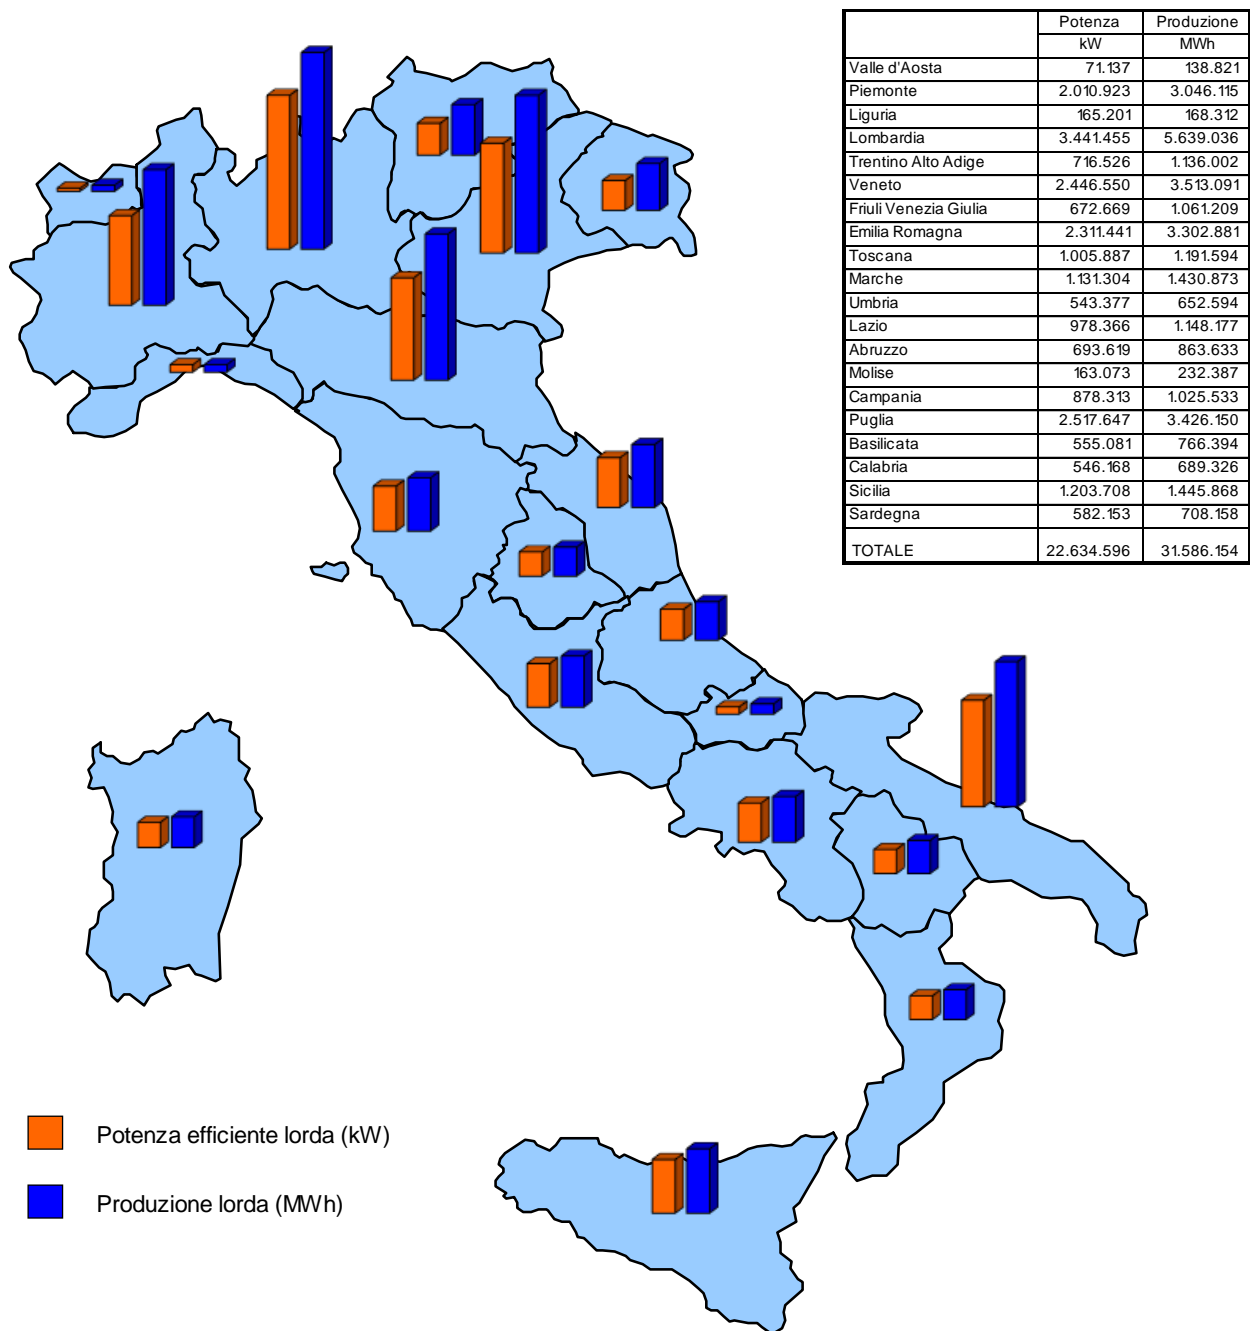 Potenza Produzione
kW MWh
Valle d'Aosta 71.137 138.821
Piemonte 2.010.923 3.046.115
Liguria 165.201 168.312
Lombardia 3.441.455 5.639.036
Trentino Alto Adige 716.526 1.136.002
Veneto 2.446.550 3.513.091
Friuli Venezia Giulia 672.669 1.061.209
Emilia Romagna 2.311.441 3.302.881
Toscana 1.005.887 1.191.594
Marche 1.131.304 1.430.873
Umbria 543.377 652.594
Lazio 978.366 1.148.177
Abruzzo 693.619 863.633
Molise 163.073 232.387
Campania 878.313 1.025.533
Puglia 2.517.647 3.426.150
Basilicata 555.081 766.394
Calabria 546.168 689.326
Sicilia 1.203.708 1.445.868
Sardegna 582.153 708.158
TOTALE 22.634.596 31.586.154
Potenza efficiente lorda (kW)
Produzione lorda (MWh)